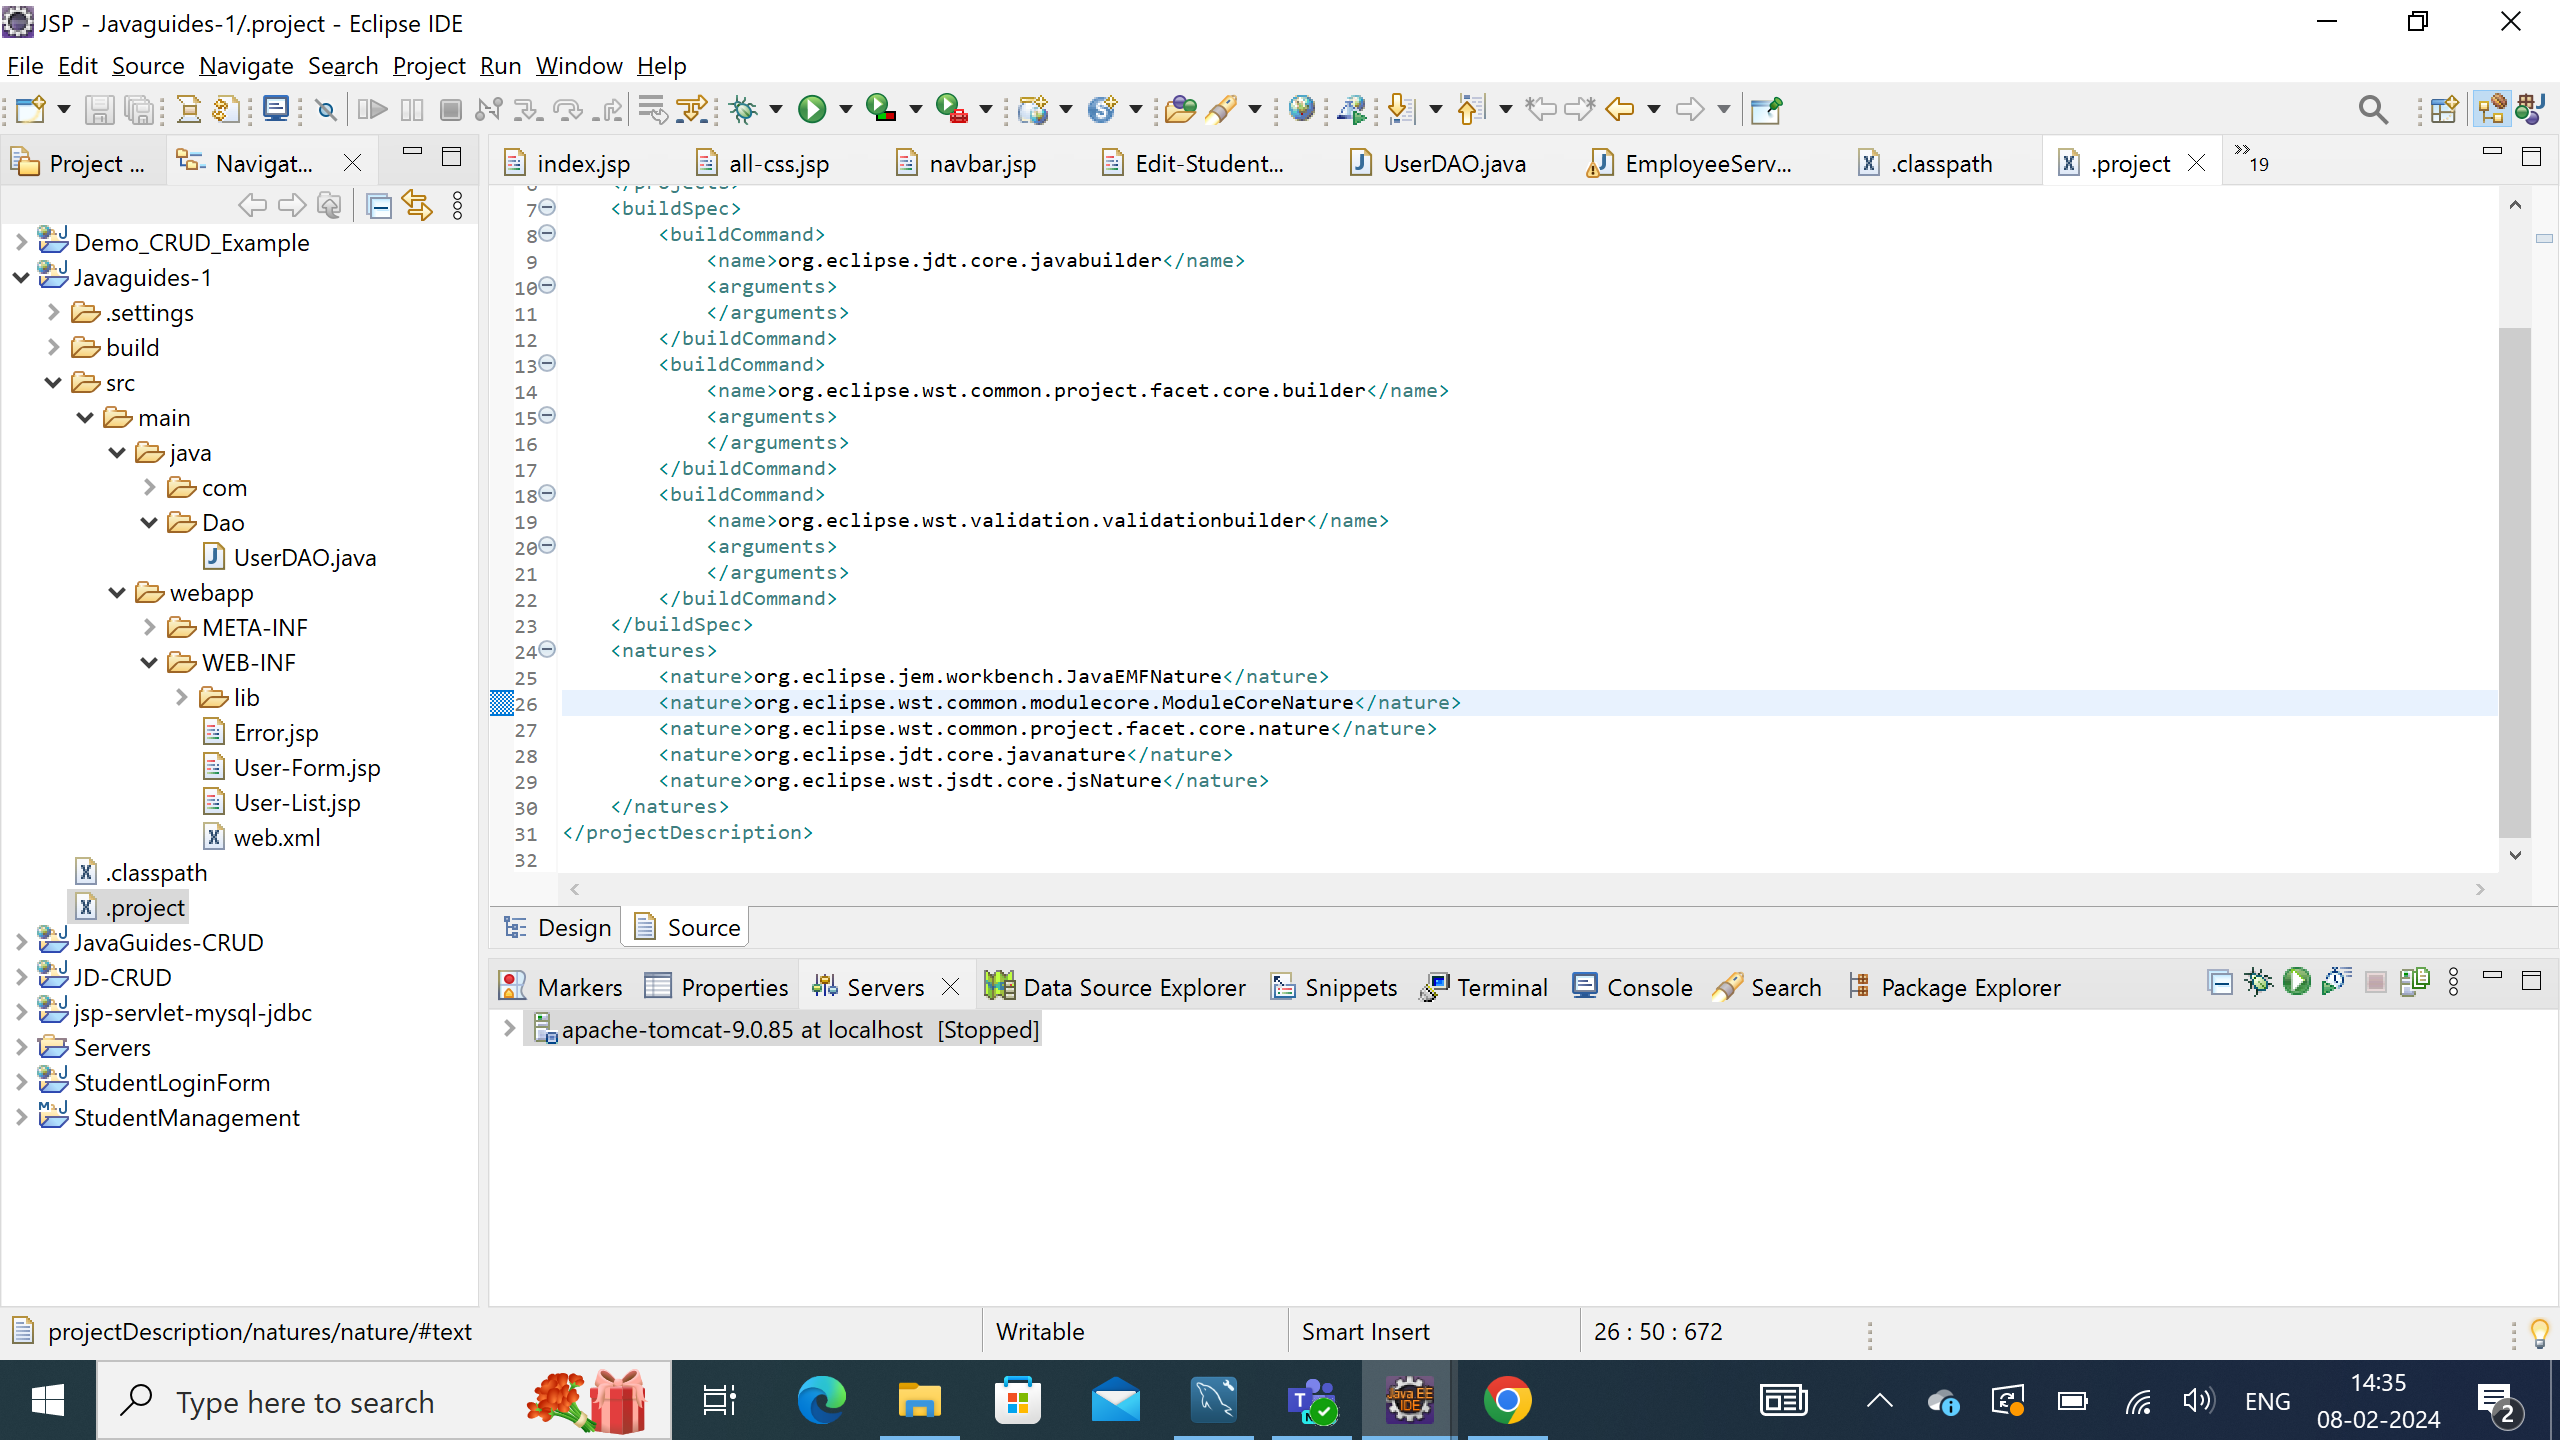 JSP - Javaguides-1/.project - Eclipse IDE
File Edit Source Navigate Search Project Run Window Help
Project ... Navigat...
index.jsp all-css.jsp navbar.jsp Edit-Student... UserDAO.java EmployeeServ... .classpath .project »19
Demo_CRUD_Example
Javaguides-1
.settings
build
src
main
java
com
Dao
UserDAO.java
webapp
META-INF
WEB-INF
lib
Error.jsp
User-Form.jsp
User-List.jsp
web.xml
.classpath
.project
JavaGuides-CRUD
JD-CRUD
jsp-servlet-mysql-jdbc
Servers
StudentLoginForm
StudentManagement
6 </projects>
7 <buildSpec>
8 <buildCommand>
9 <name>org.eclipse.jdt.core.javabuilder</name>
10 <arguments>
11 </arguments>
12 </buildCommand>
13 <buildCommand>
14 <name>org.eclipse.wst.common.project.facet.core.builder</name>
15 <arguments>
16 </arguments>
17 </buildCommand>
18 <buildCommand>
19 <name>org.eclipse.wst.validation.validationbuilder</name>
20 <arguments>
21 </arguments>
22 </buildCommand>
23 </buildSpec>
24 <natures>
25 <nature>org.eclipse.jem.workbench.JavaEMFNature</nature>
26 <nature>org.eclipse.wst.common.modulecore.ModuleCoreNature</nature>
27 <nature>org.eclipse.wst.common.project.facet.core.nature</nature>
28 <nature>org.eclipse.jdt.core.javanature</nature>
29 <nature>org.eclipse.wst.jsdt.core.jsNature</nature>
30 </natures>
31 </projectDescription>
32
Design Source
Markers Properties Servers Data Source Explorer Snippets Terminal Console Search Package Explorer
apache-tomcat-9.0.85 at localhost [Stopped]
projectDescription/natures/nature/#text Writable Smart Insert 26 : 50 : 672
Type here to search
Java EE
IDE
ENG
14:35
08-02-2024
2